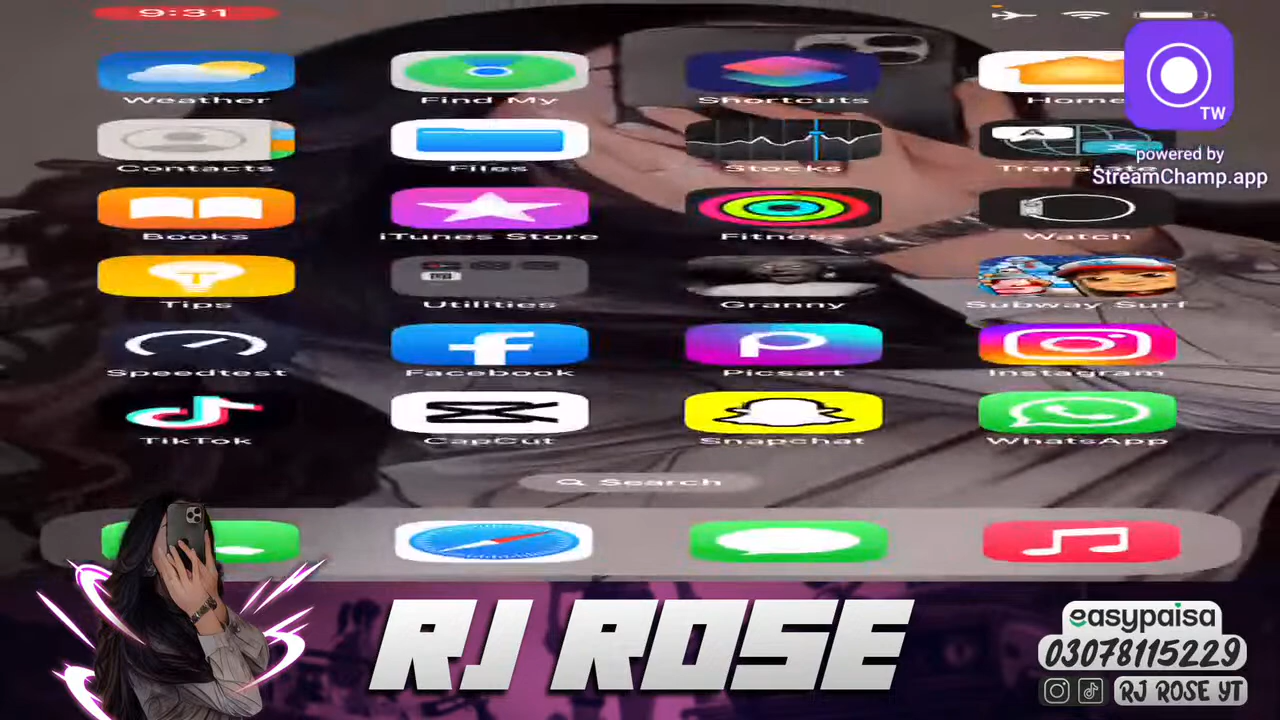 9:31
TW
powered by
StreamChamp.app
Weather
Find My
Shortcuts
Home
Contacts
Files
Stocks
Translate
Books
iTunes Store
Fitness
Watch
Tips
Utilities
Granny
Subway Surf
Speedtest
Facebook
Picsart
Instagram
TikTok
CapCut
Snapchat
WhatsApp
Search
RJ ROSE
easypaisa
03078115229
RJ ROSE YT